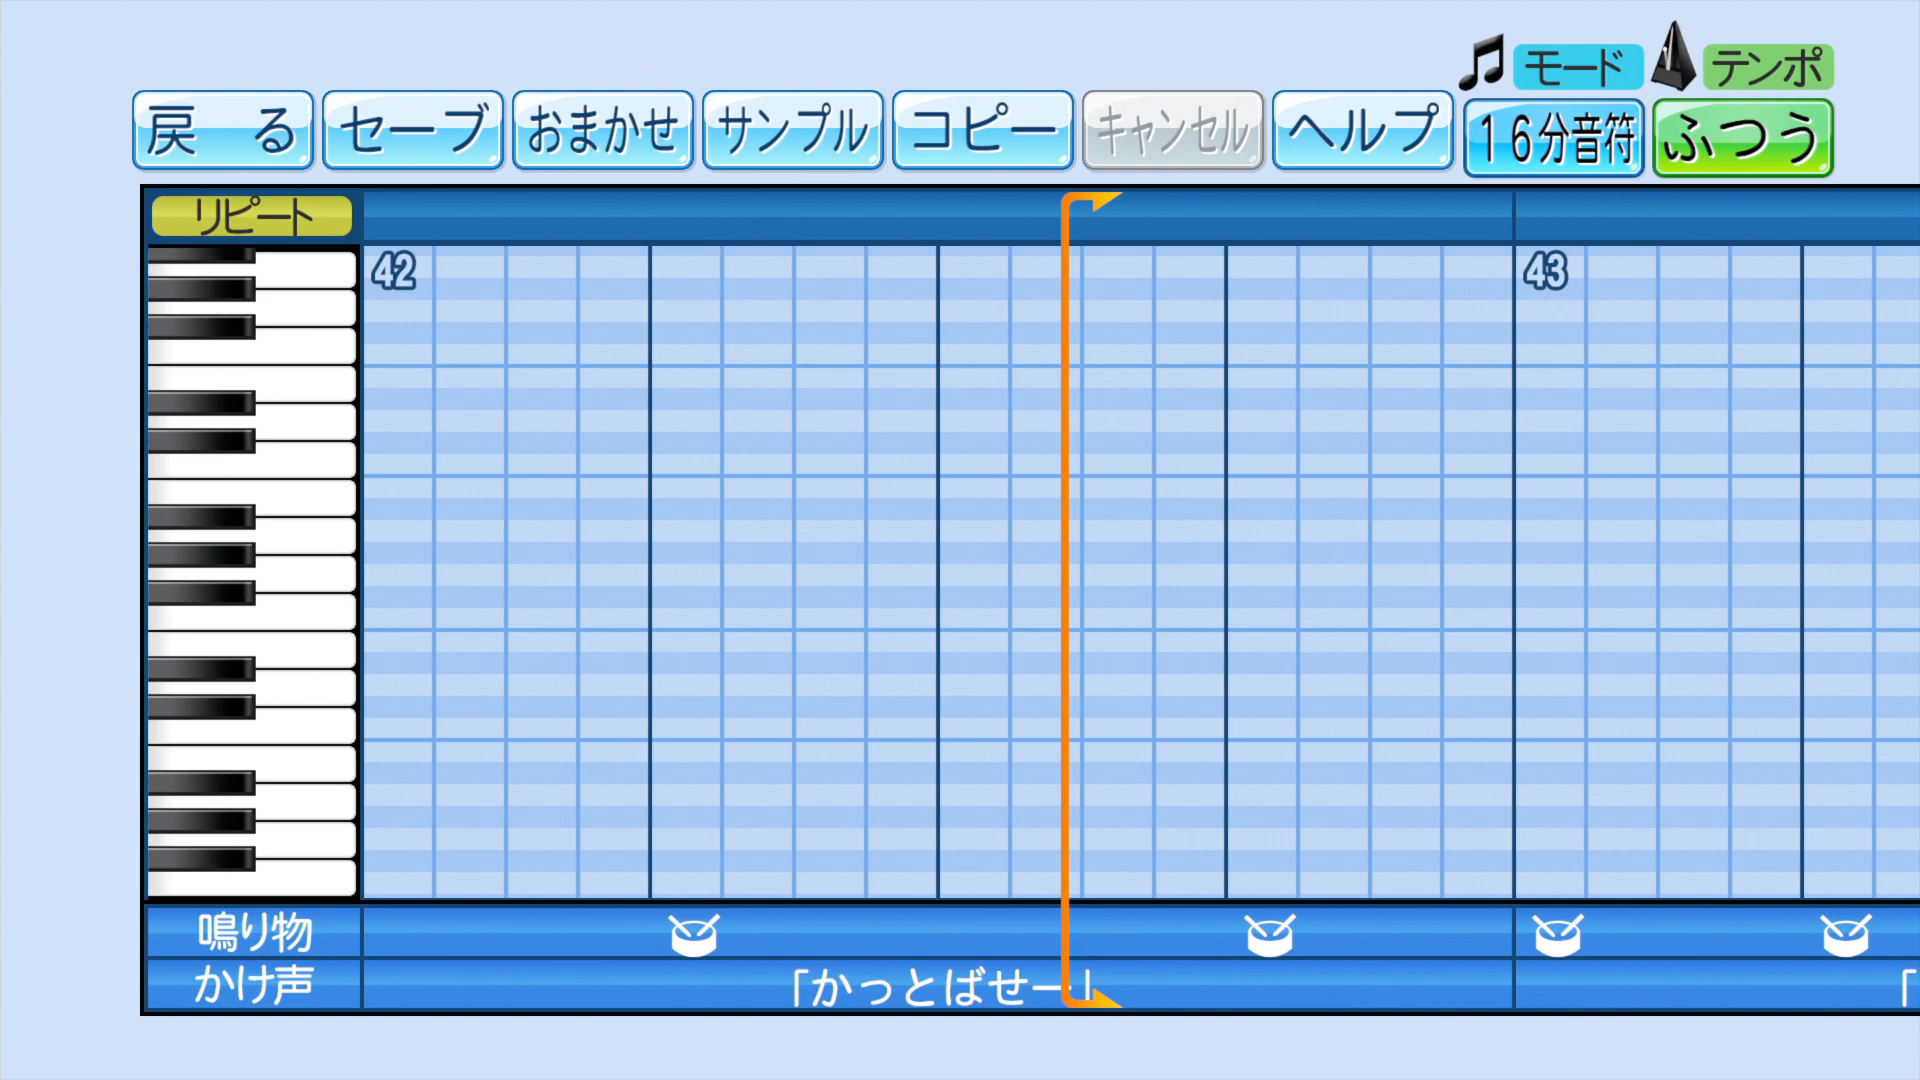 モード テンポ
戻る セーブ おまかせ サンプル コピー キャンセル ヘルプ 16分音符 ふつう
リピート
42 43
鳴り物
かけ声 「かっとばせー」 「